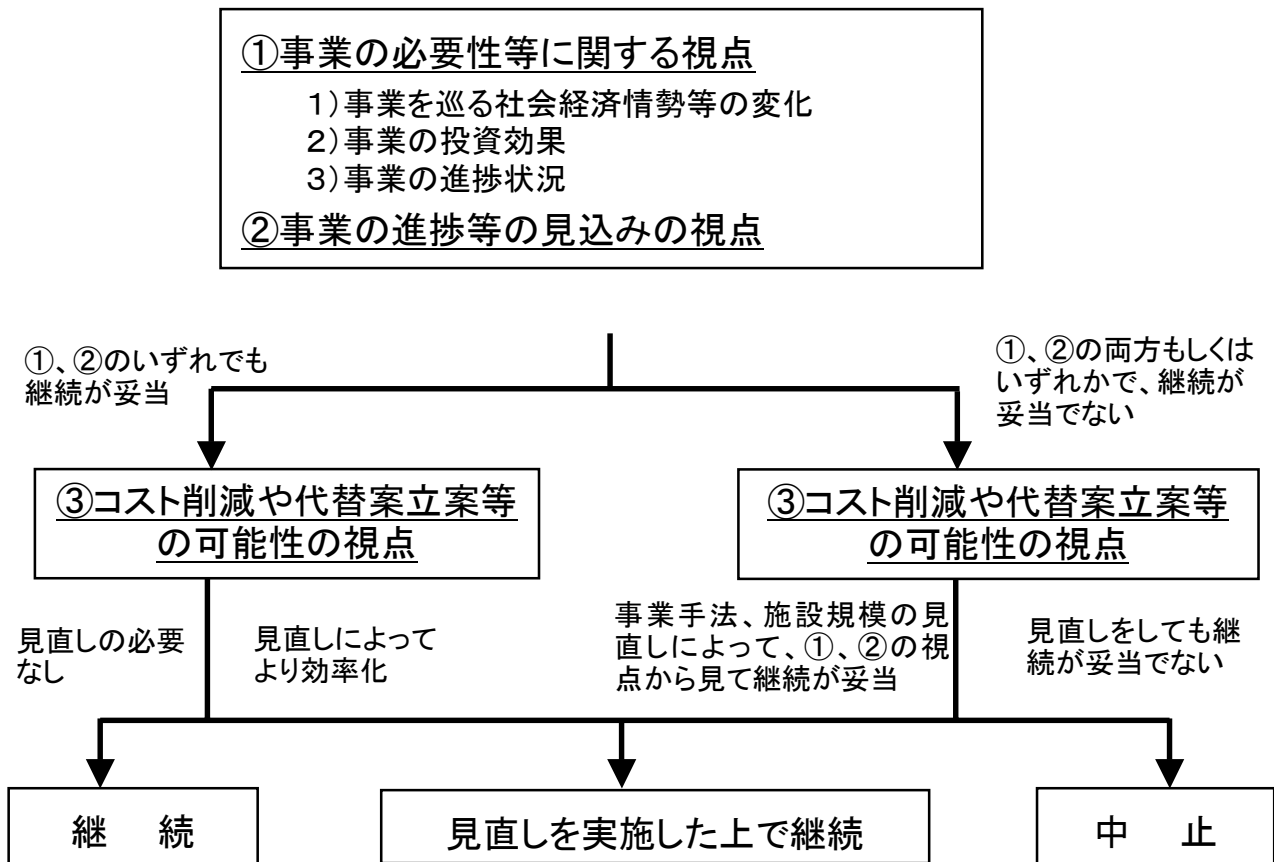 ①事業の必要性等に関する視点
1)事業を巡る社会経済情勢等の変化
2)事業の投資効果
3)事業の進捗状況
②事業の進捗等の見込みの視点
①、②のいずれでも
継続が妥当
①、②の両方もしくは
いずれかで、継続が
妥当でない
③コスト削減や代替案立案等
の可能性の視点
③コスト削減や代替案立案等
の可能性の視点
見直しの必要
なし
見直しによって
より効率化
事業手法、施設規模の見
直しによって、①、②の視
点から見て継続が妥当
見直しをしても継
続が妥当でない
継 続
見直しを実施した上で継続
中 止